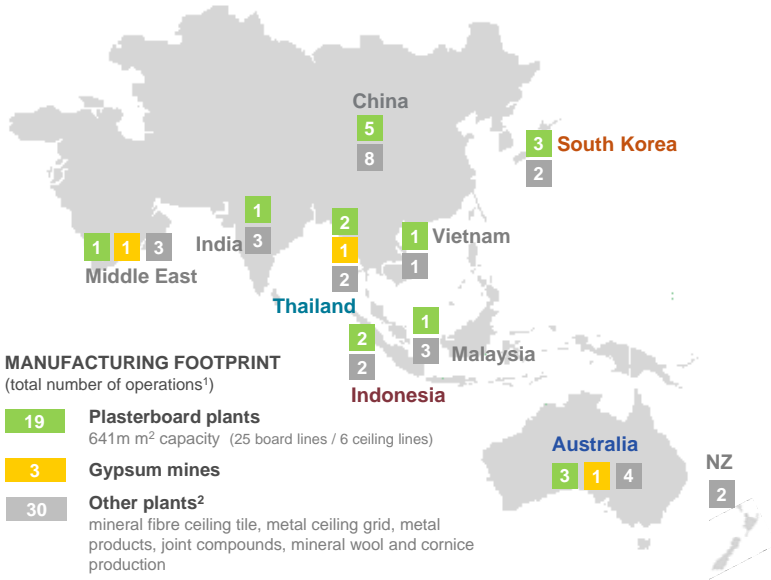 China
5
8
3 South Korea
2
1
India 3
2
1
2
Thailand
1 Vietnam
1
1 1 3
Middle East
2
2
Indonesia
1
3 Malaysia
MANUFACTURING FOOTPRINT
(total number of operations¹)
19 Plasterboard plants
641m m² capacity (25 board lines / 6 ceiling lines)
3 Gypsum mines
30 Other plants²
mineral fibre ceiling tile, metal ceiling grid, metal
products, joint compounds, mineral wool and cornice
production
Australia
3 1 4
NZ
2